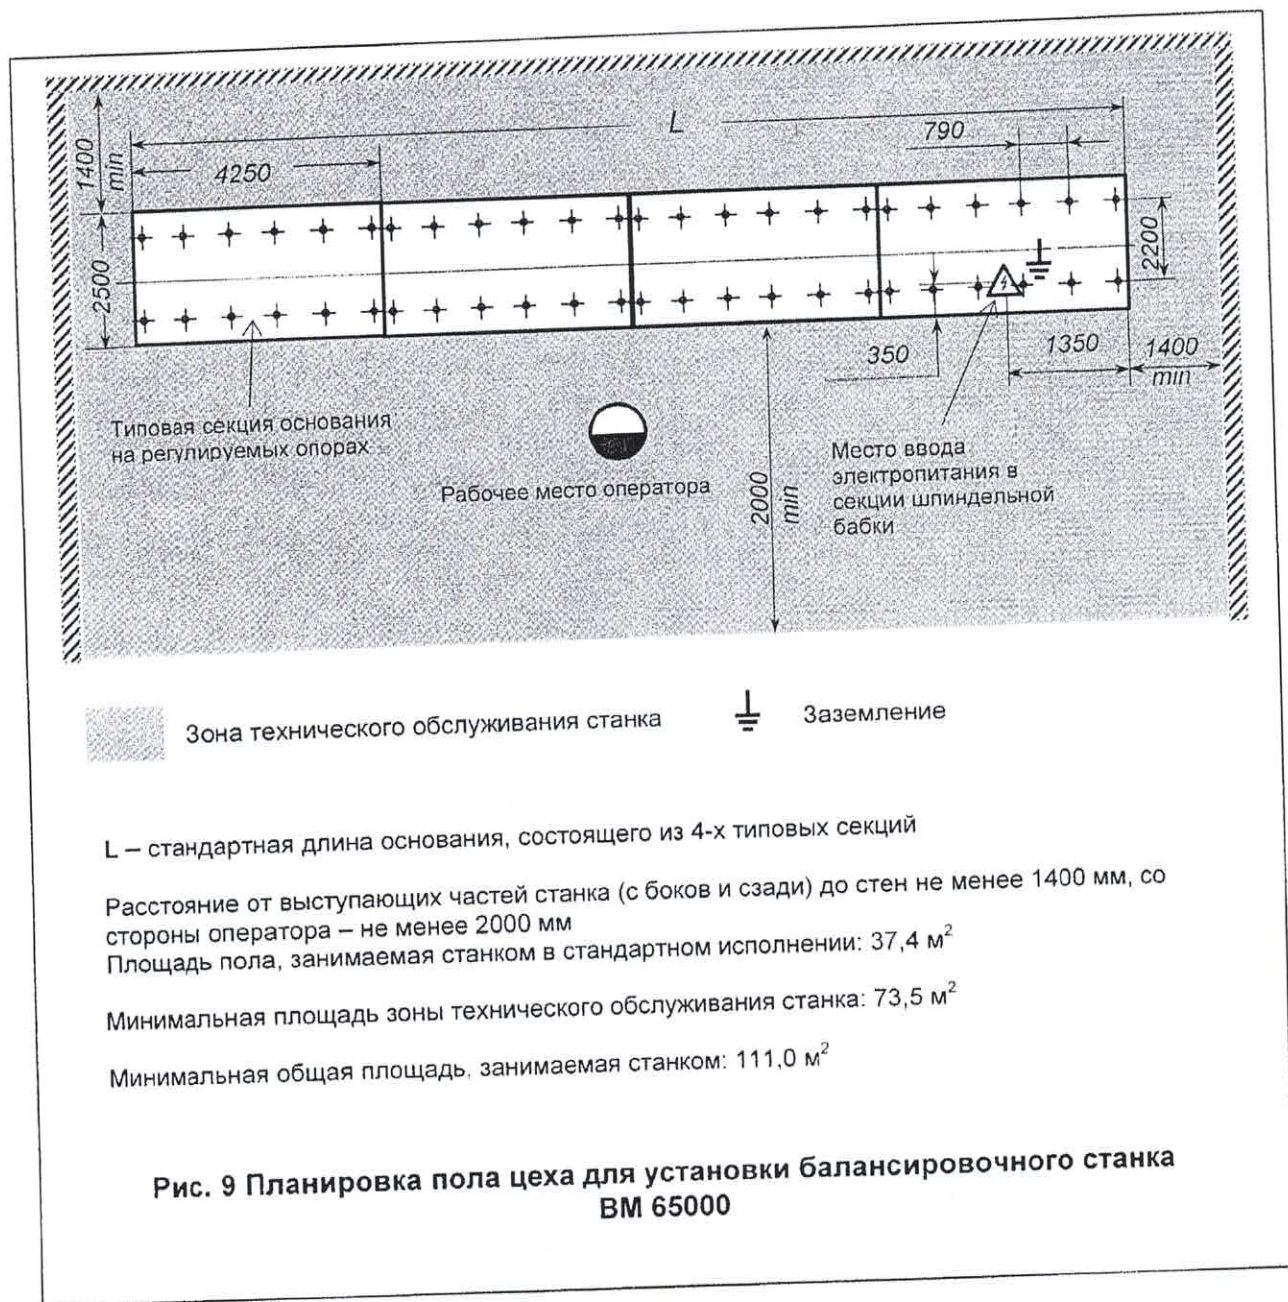 L
790
1400
min
4250
2500
2200
350
1350
1400
min
Типовая секция основания
на регулируемых опорах
Рабочее место оператора
2000
min
Место ввода
электропитания в
секции шпиндельной
бабки
Зона технического обслуживания станка
Заземление
L – стандартная длина основания, состоящего из 4-х типовых секций
Расстояние от выступающих частей станка (с боков и сзади) до стен не менее 1400 мм, со
стороны оператора – не менее 2000 мм
Площадь пола, занимаемая станком в стандартном исполнении: 37,4 м²
Минимальная площадь зоны технического обслуживания станка: 73,5 м²
Минимальная общая площадь, занимаемая станком: 111,0 м²
Рис. 9 Планировка пола цеха для установки балансировочного станка
ВМ 65000